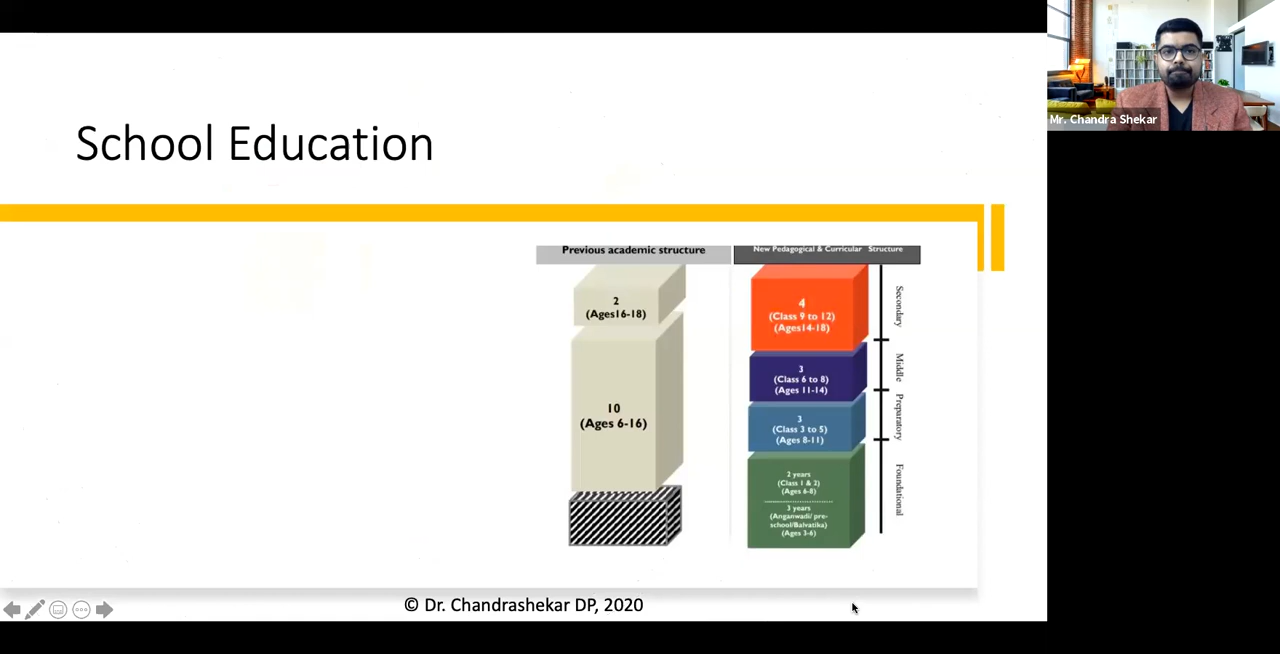 Mr. Chandra Shekar
School Education
Previous academic structure
2
(Ages16-18)
10
(Ages 6-16)
New Pedagogical & Curricular Structure
4
(Class 9 to 12)
(Ages14-18)
3
(Class 6 to 8)
(Ages 11-14)
3
(Class 3 to 5)
(Ages 8-11)
2 years
(Class 1 & 2)
(Ages 6-8)
3 years
(Anganwadi/ pre-
school/Balvatika)
(Ages 3-6)
Secondary
Middle
Preparatory
Foundational
© Dr. Chandrashekar DP, 2020